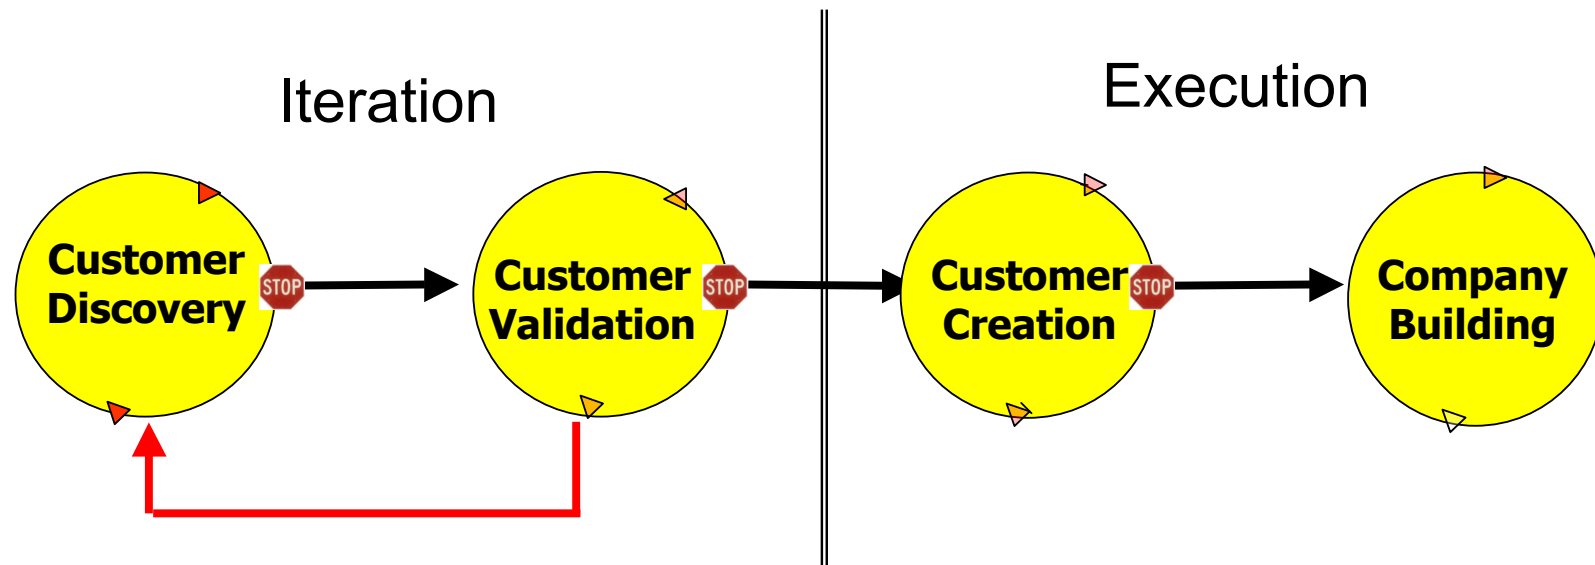 Iteration
Execution
Customer
Discovery
STOP
Customer
Validation
STOP
Customer
Creation
STOP
Company
Building